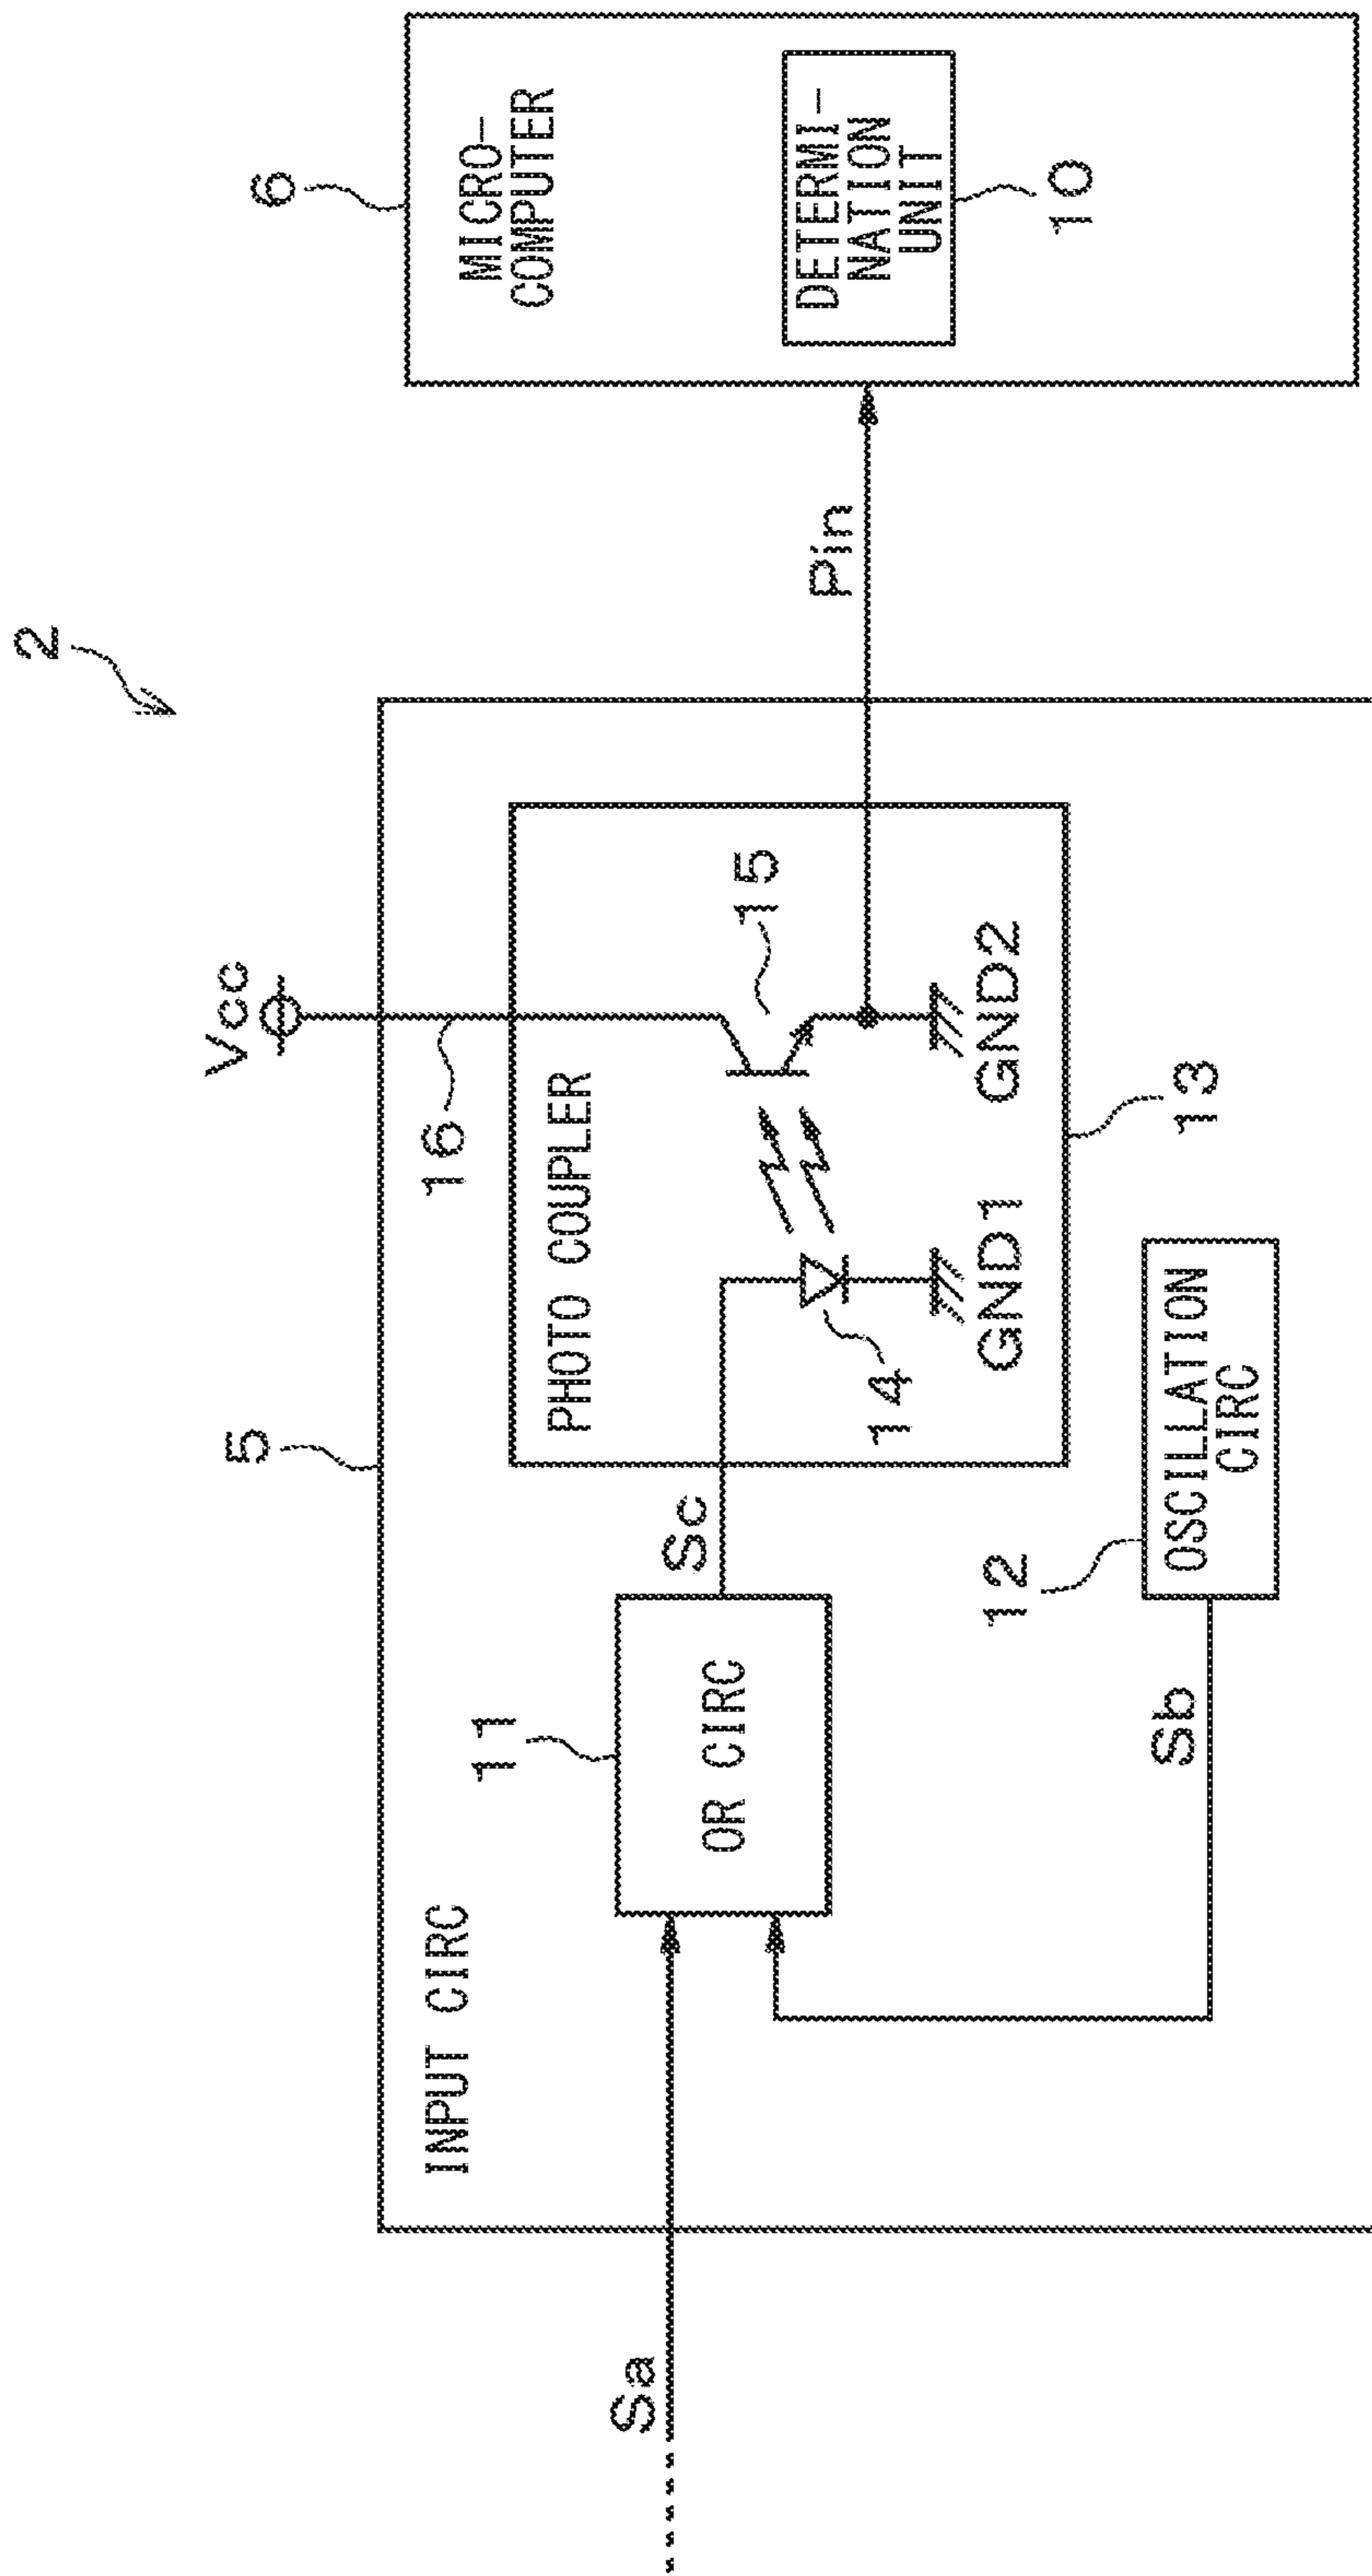 2
Vcc
5
6
16
INPUT CIRC
PHOTO COUPLER
MICRO-
COMPUTER
11
Sa
OR CIRC
Sc
15
Pin
DETERMI-
NATION
UNIT
10
14
GND1
GND2
12
13
Sb
OSCILLATION
CIRC